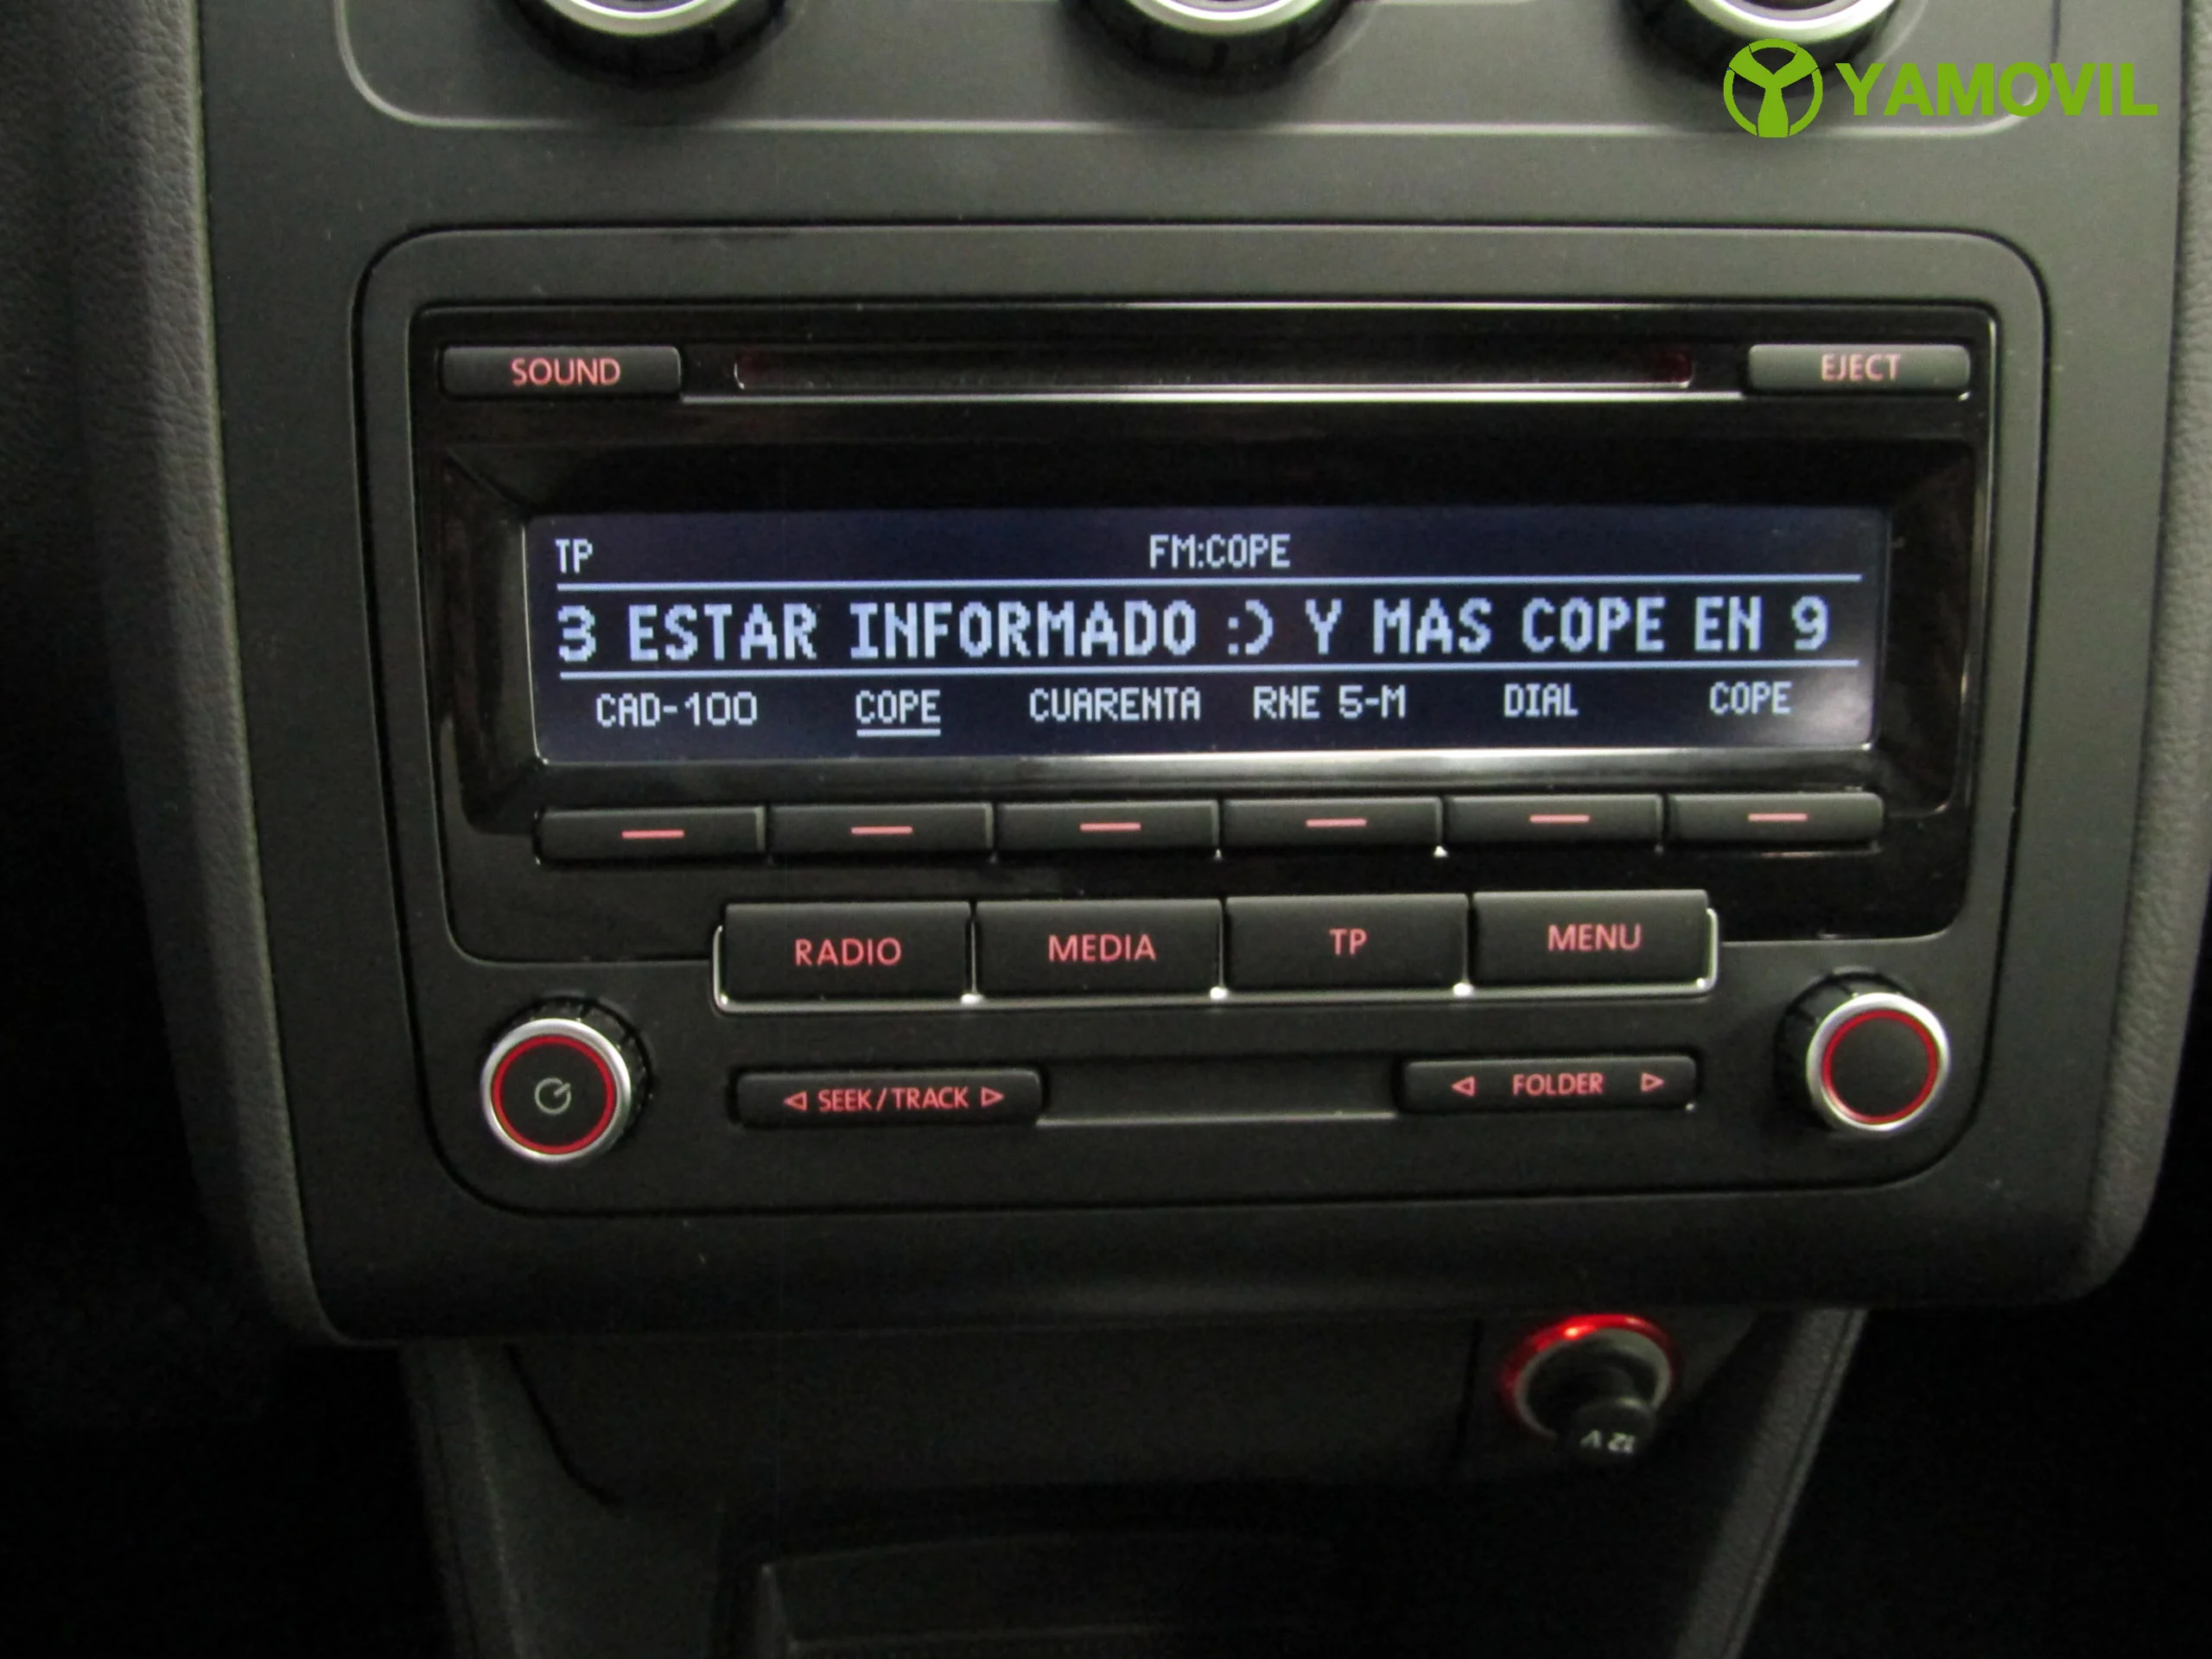 YAMOVIL
SOUND
EJECT
TP FM:COPE
3 ESTAR INFORMADO :) Y MAS COPE EN 9
CAD-100 COPE CUARENTA RNE 5-M DIAL COPE
RADIO MEDIA TP MENU
SEEK/TRACK FOLDER
12 V